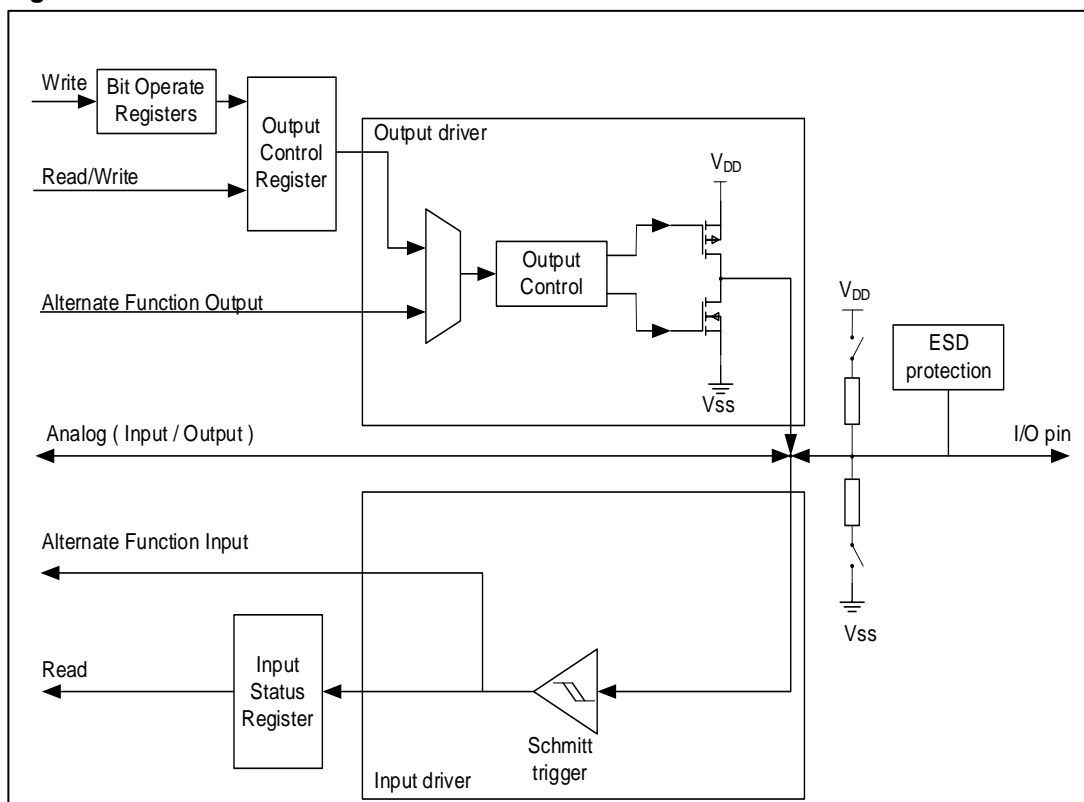 Write
Bit Operate
Registers
Output
Control
Register
Read/Write
Output driver
VDD
Output
Control
Alternate Function Output
Vss
VDD
ESD
protection
Analog ( Input / Output )
I/O pin
Alternate Function Input
Vss
Read
Input
Status
Register
Schmitt
trigger
Input driver